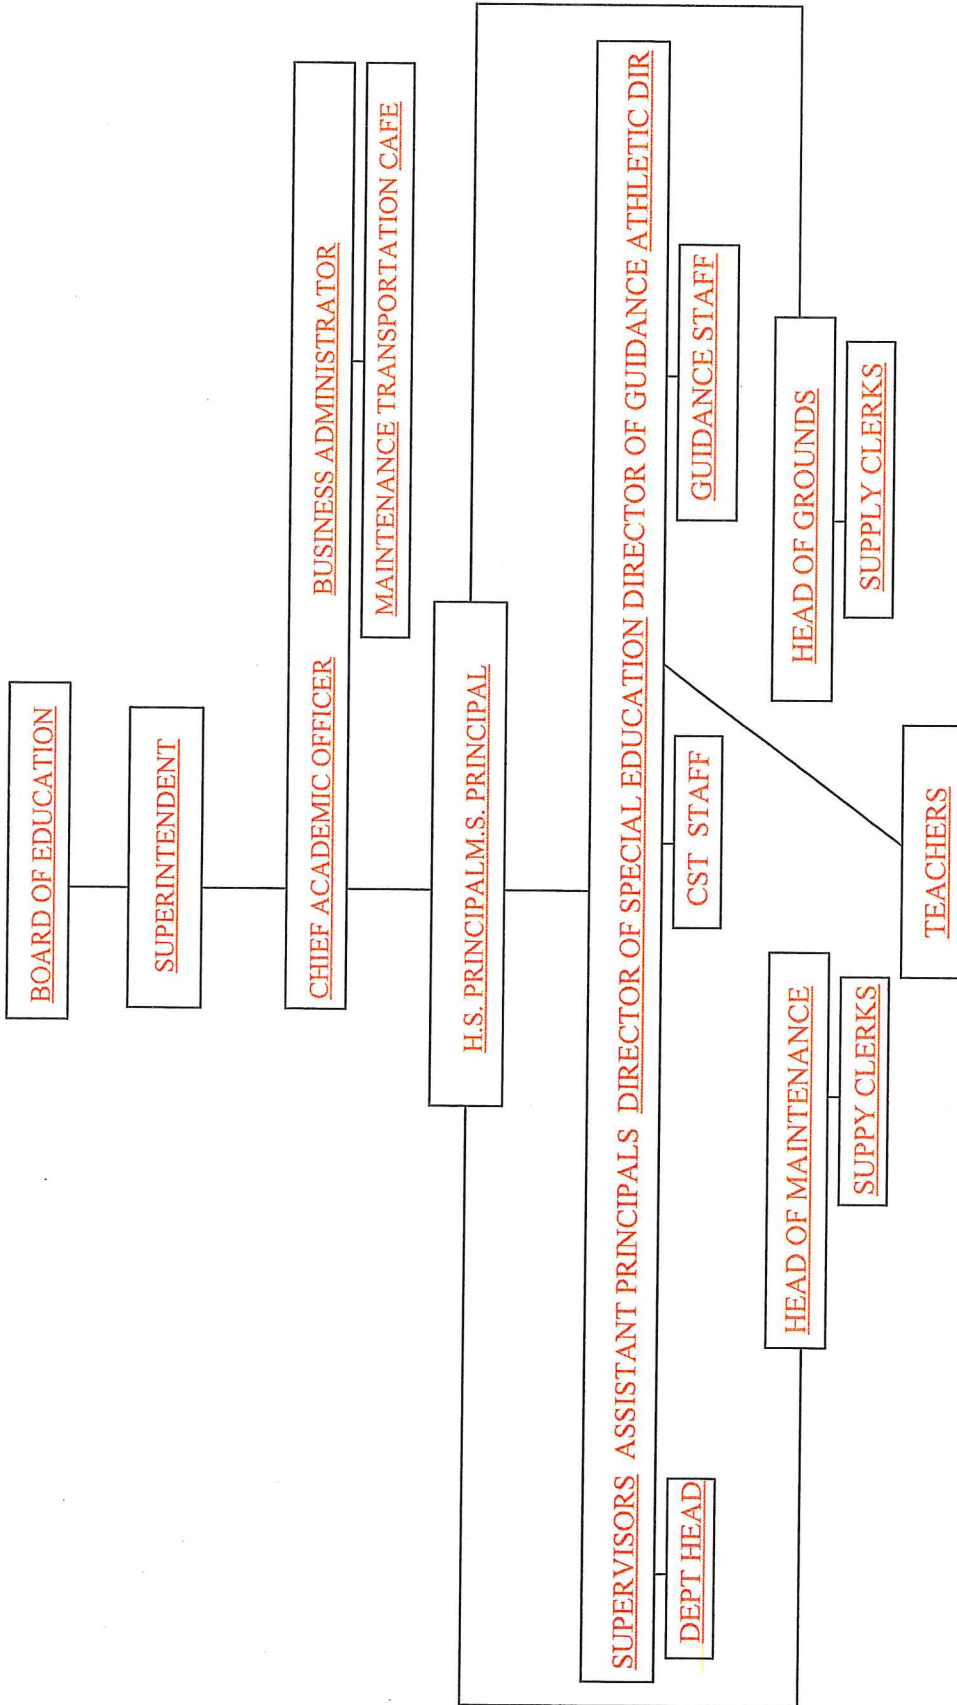 BOARD OF EDUCATION
SUPERINTENDENT
CHIEF ACADEMIC OFFICER BUSINESS ADMINISTRATOR
MAINTENANCE TRANSPORTATION CAFE
H.S. PRINCIPALM.S. PRINCIPAL
SUPERVISORS ASSISTANT PRINCIPALS DIRECTOR OF SPECIAL EDUCATION DIRECTOR OF GUIDANCE ATHLETIC DIR
DEPT HEAD
CST STAFF
GUIDANCE STAFF
HEAD OF MAINTENANCE
SUPPY CLERKS
HEAD OF GROUNDS
SUPPLY CLERKS
TEACHERS